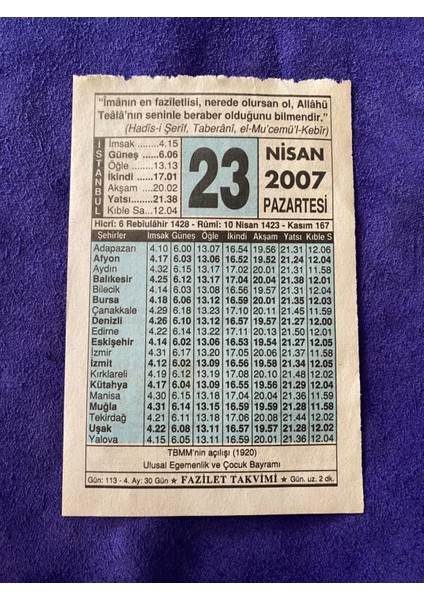 "İmânın en fazîletlisi, nerede olursan ol, Allâhü
Teâlâ'nın seninle beraber olduğunu bilmendir."
(Hadîs-i Şerîf, Taberânî, el-Mu'cemü'l-Kebîr)
İSTANBUL
İmsak ........4.15
Güneş ......6.06
Öğle .......13.13
İkindi ......17.01
Akşam ....20.02
Yatsı.......21.38
Kıble Sa...12.04
23
NİSAN
2007
PAZARTESİ
Hicrî: 6 Rebîulâhir 1428 - Rûmî: 10 Nisan 1423 - Kasım 167
Şehirler İmsak Güneş Öğle İkindi Akşam Yatsı Kıble S
Adapazarı 4.10 6.00 13.07 16.54 19.56 21.31 12.06
Afyon 4.17 6.03 13.06 16.52 19.52 21.24 12.04
Aydın 4.32 6.15 13.17 17.02 20.01 21.31 11.58
Balıkesir 4.25 6.12 13.17 17.04 20.04 21.38 12.01
Bilecik 4.14 6.03 13.08 16.56 19.57 21.31 12.04
Bursa 4.18 6.06 13.12 16.59 20.01 21.35 12.03
Çanakkale 4.29 6.18 13.23 17.10 20.11 21.45 11.59
Denizli 4.26 6.10 13.12 16.57 19.57 21.27 12.00
Edirne 4.22 6.14 13.22 17.11 20.13 21.50 12.01
Eskişehir 4.14 6.02 13.06 16.53 19.54 21.27 12.05
İzmir 4.31 6.17 13.20 17.05 20.06 21.37 11.58
İzmit 4.12 6.02 13.09 16.56 19.58 21.34 12.05
Kırklareli 4.19 6.12 13.19 17.08 20.10 21.48 12.02
Kütahya 4.17 6.04 13.09 16.55 19.56 21.29 12.04
Manisa 4.30 6.15 13.18 17.04 20.04 21.36 11.59
Muğla 4.31 6.14 13.15 16.59 19.59 21.28 11.58
Tekirdağ 4.21 6.11 13.18 17.06 20.08 21.44 12.02
Uşak 4.22 6.08 13.11 16.57 19.57 21.29 12.02
Yalova 4.15 6.05 13.11 16.59 20.01 21.36 12.04
TBMM'nin açılışı (1920)
Ulusal Egemenlik ve Çocuk Bayramı
Gün: 113 - 4. Ay: 30 Gün ★ FAZİLET TAKVİMİ ★ Gün. uz. 2 dk.